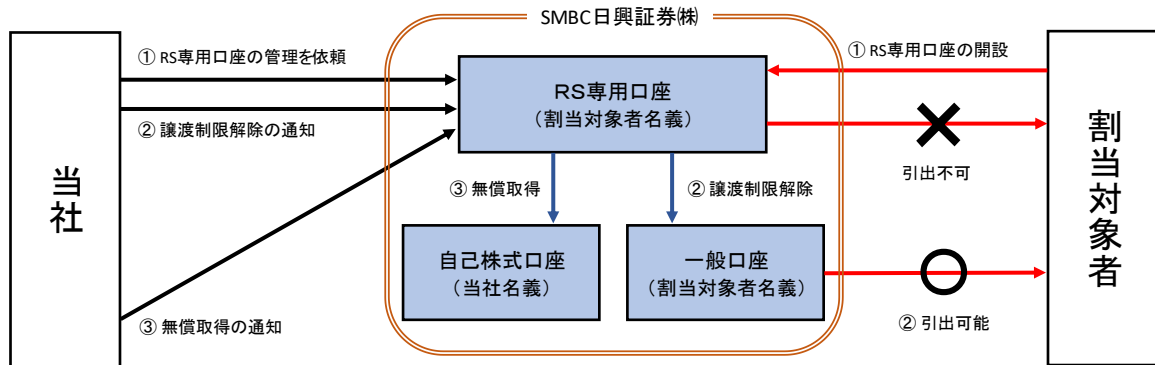 SMBC日興証券㈱
① RS専用口座の管理を依頼
① RS専用口座の開設
RS専用口座
（割当対象者名義）
② 譲渡制限解除の通知
引出不可
当社
割当対象者
③ 無償取得
② 譲渡制限解除
自己株式口座
（当社名義）
一般口座
（割当対象者名義）
③ 無償取得の通知
② 引出可能